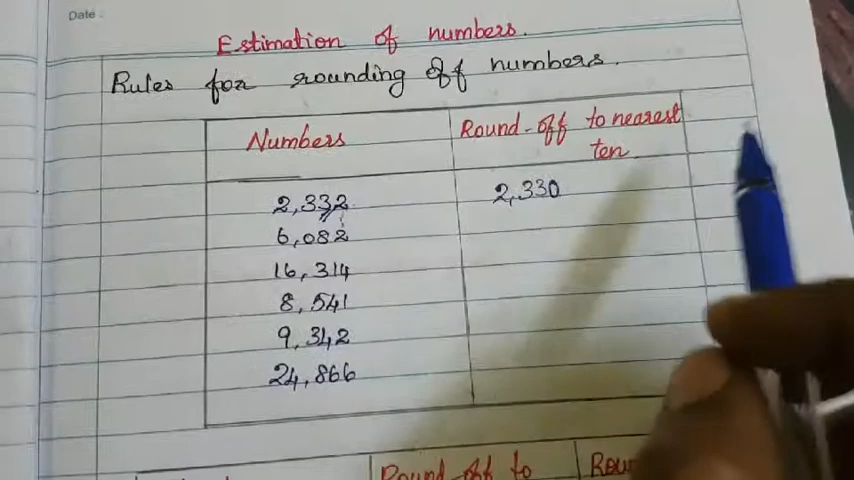 Date :
Estimation of numbers.
Rules for rounding off numbers.
Numbers Round-off to nearest
ten
2,332 2,330
6,082
16,314
8,541
9,342
24,866
Round-off to